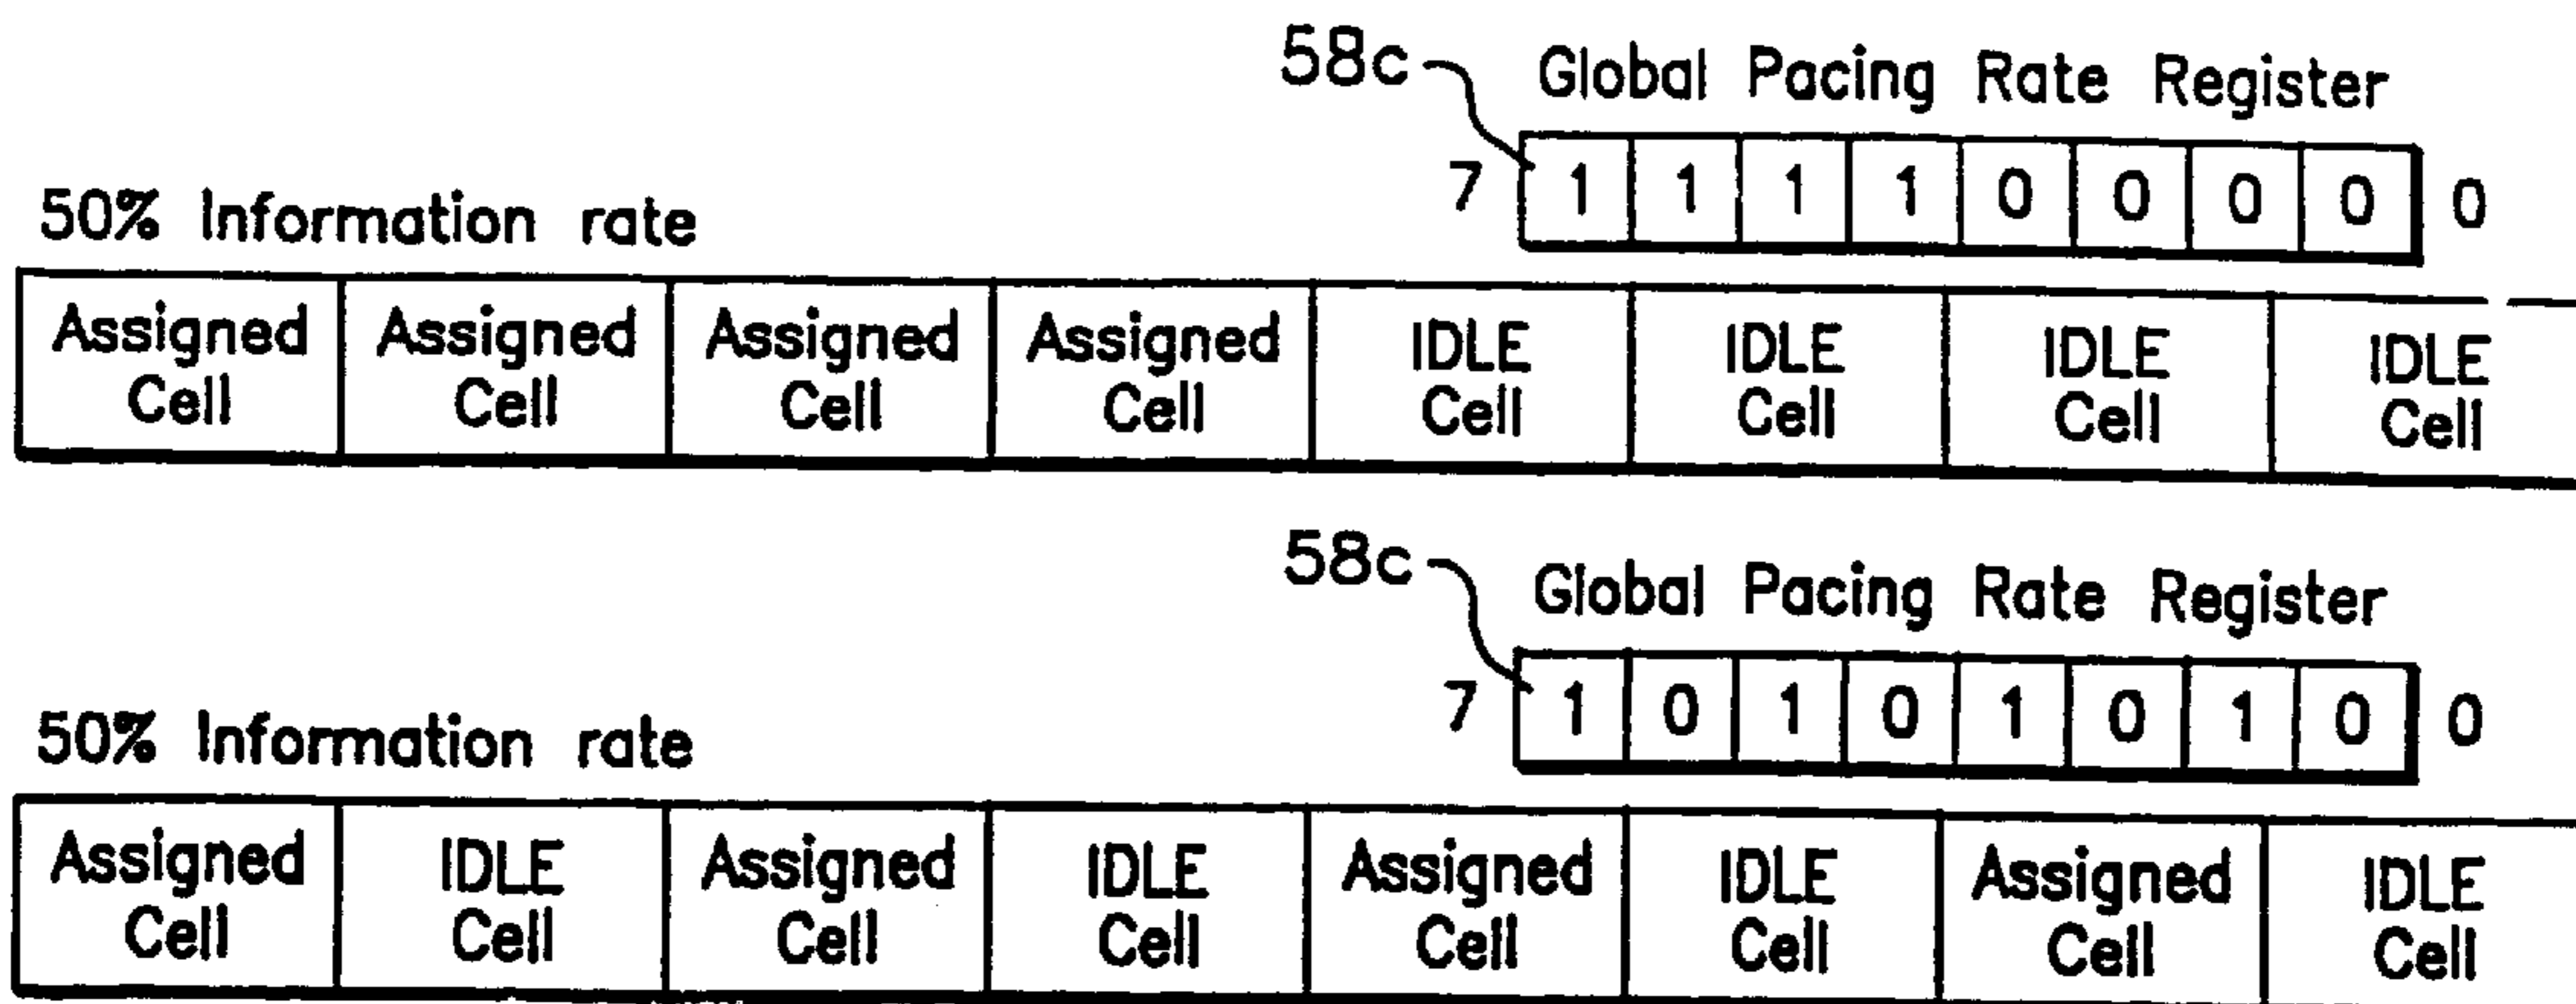 58c Global Pacing Rate Register
7 1 1 1 1 0 0 0 0 0
50% Information rate
Assigned Cell Assigned Cell Assigned Cell Assigned Cell IDLE Cell IDLE Cell IDLE Cell IDLE Cell
58c Global Pacing Rate Register
7 1 0 1 0 1 0 1 0 0
50% Information rate
Assigned Cell IDLE Cell Assigned Cell IDLE Cell Assigned Cell IDLE Cell Assigned Cell IDLE Cell